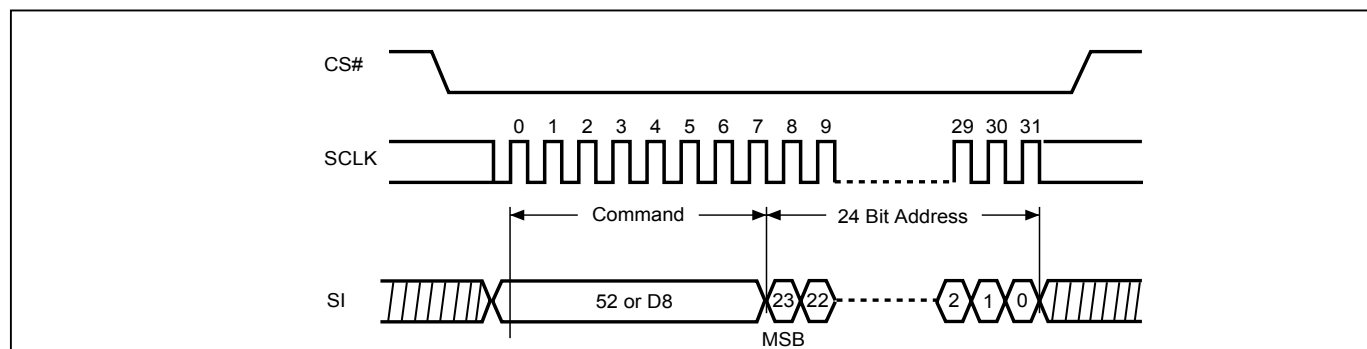 CS#
0 1 2 3 4 5 6 7 8 9 29 30 31
SCLK
Command 24 Bit Address
SI 52 or D8 23 22 2 1 0
MSB